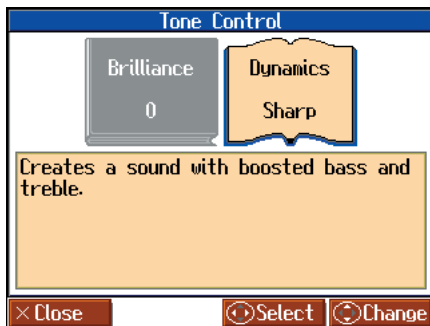 Tone Control
Brilliance
0
Dynamics
Sharp
Creates a sound with boosted bass and
treble.
× Close
Select
Change